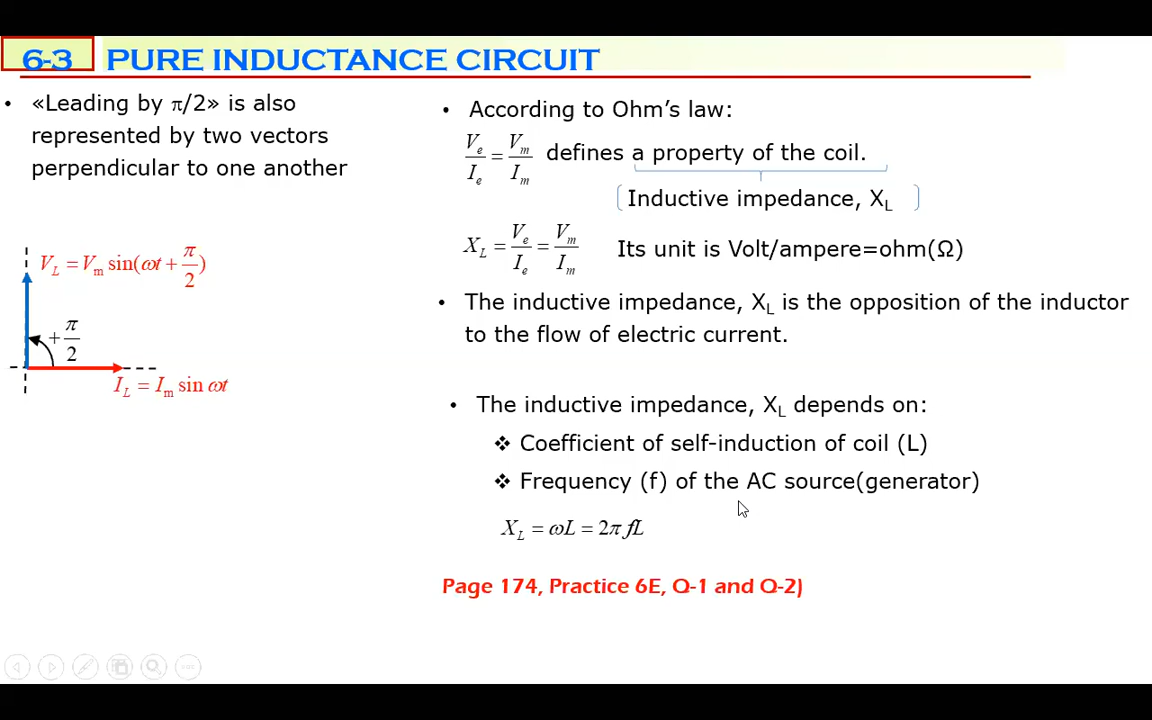 6-3 PURE INDUCTANCE CIRCUIT
• «Leading by π/2» is also
represented by two vectors
perpendicular to one another
V_L = V_m sin(ωt + π/2)
+π/2
I_L = I_m sin ωt
• According to Ohm's law:
V_e/I_e = V_m/I_m defines a property of the coil.
Inductive impedance, X_L
X_L = V_e/I_e = V_m/I_m Its unit is Volt/ampere=ohm(Ω)
• The inductive impedance, X_L is the opposition of the inductor
to the flow of electric current.
• The inductive impedance, X_L depends on:
❖ Coefficient of self-induction of coil (L)
❖ Frequency (f) of the AC source(generator)
X_L = ωL = 2π fL
Page 174, Practice 6E, Q-1 and Q-2)